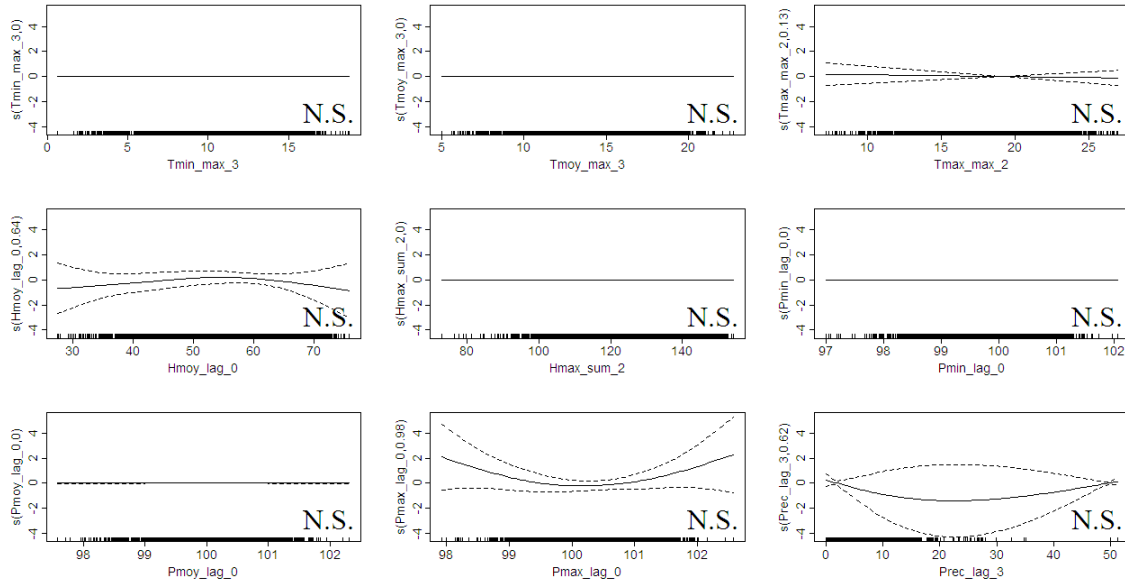 s(Tmin_max_3,0)
4
2
0
-2
-4
N.S.
0 5 10 15
Tmin_max_3
s(Tmoy_max_3,0)
4
2
0
-2
-4
N.S.
5 10 15 20
Tmoy_max_3
s(Tmax_max_2,0.13)
4
2
0
-2
-4
N.S.
10 15 20 25
Tmax_max_2
s(Hmoy_lag_0,0.64)
4
2
0
-2
-4
N.S.
30 40 50 60 70
Hmoy_lag_0
s(Hmax_sum_2,0)
4
2
0
-2
-4
N.S.
80 100 120 140
Hmax_sum_2
s(Pmin_lag_0,0)
4
2
0
-2
-4
N.S.
97 98 99 100 101 102
Pmin_lag_0
s(Pmoy_lag_0,0)
4
2
0
-2
-4
N.S.
98 99 100 101 102
Pmoy_lag_0
s(Pmax_lag_0,0.98)
4
2
0
-2
-4
N.S.
98 99 100 101 102
Pmax_lag_0
s(Prec_lag_3,0.62)
4
2
0
-2
-4
N.S.
0 10 20 30 40 50
Prec_lag_3